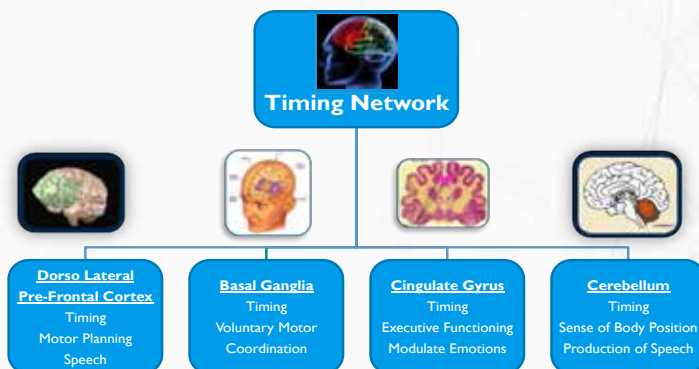 Timing Network
Dorso Lateral
Pre-Frontal Cortex
Timing
Motor Planning
Speech
Basal Ganglia
Timing
Voluntary Motor
Coordination
Cingulate Gyrus
Timing
Executive Functioning
Modulate Emotions
Cerebellum
Timing
Sense of Body Position
Production of Speech